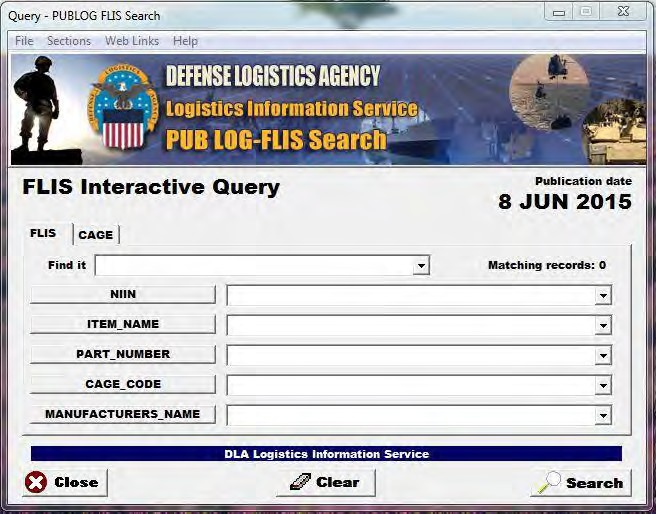 Query - PUBLOG FLIS Search
File Sections Web Links Help
DEFENSE LOGISTICS AGENCY
Logistics Information Service
PUB LOG-FLIS Search
FLIS Interactive Query
Publication date
8 JUN 2015
FLIS CAGE
Find it Matching records: 0
NIIN
ITEM_NAME
PART_NUMBER
CAGE_CODE
MANUFACTURERS_NAME
DLA Logistics Information Service
Close Clear Search